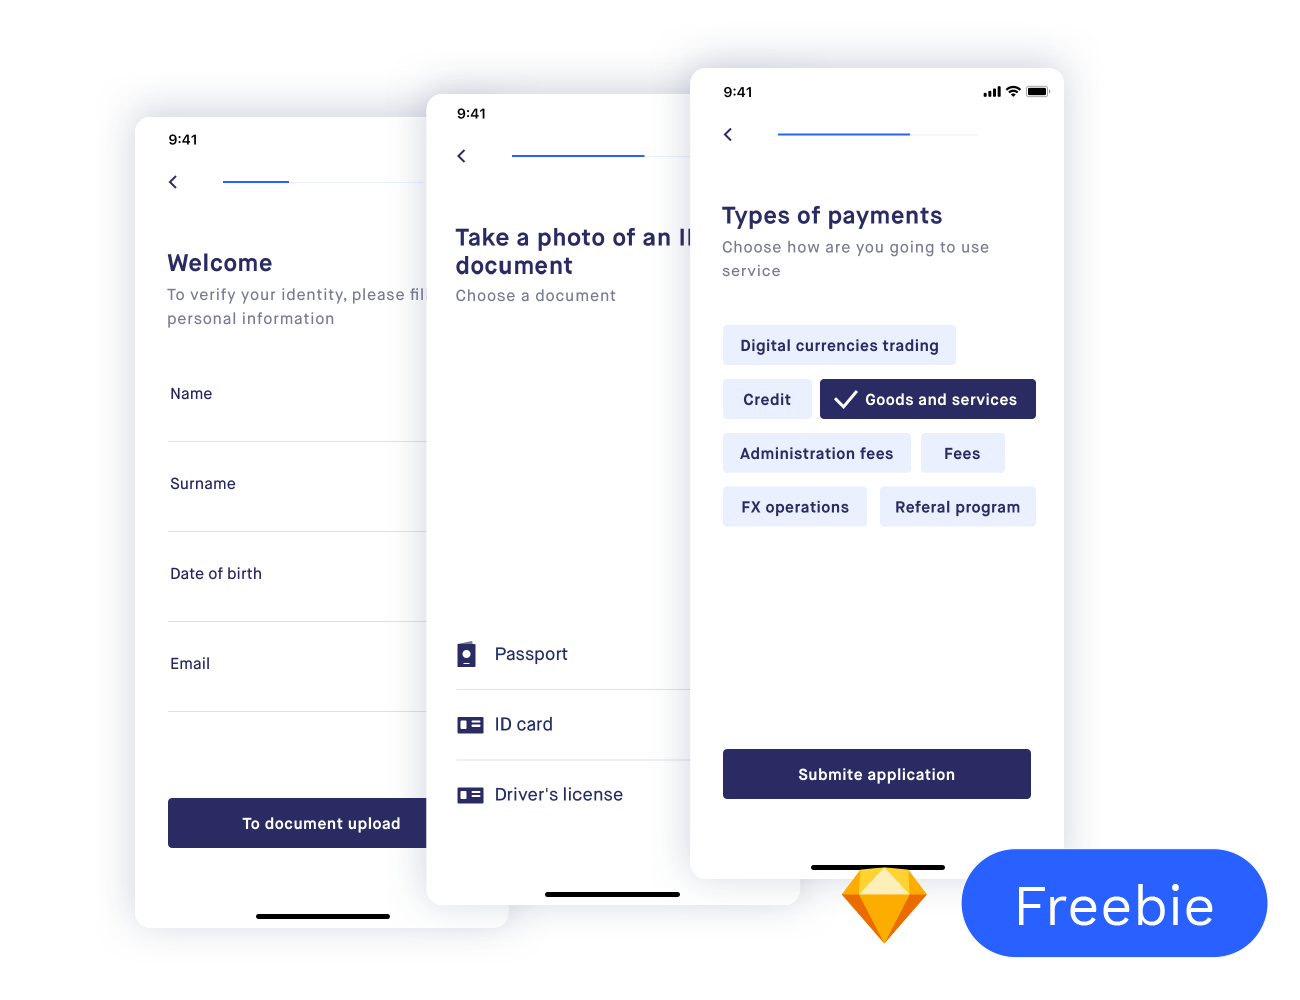 9:41
Welcome
To verify your identity, please fill
personal information
Name
Surname
Date of birth
Email
To document upload
9:41
Take a photo of an
document
Choose a document
Passport
ID card
Driver's license
9:41
Types of payments
Choose how are you going to use
service
Digital currencies trading
Credit
Goods and services
Administration fees
Fees
FX operations
Referal program
Submite application
Freebie